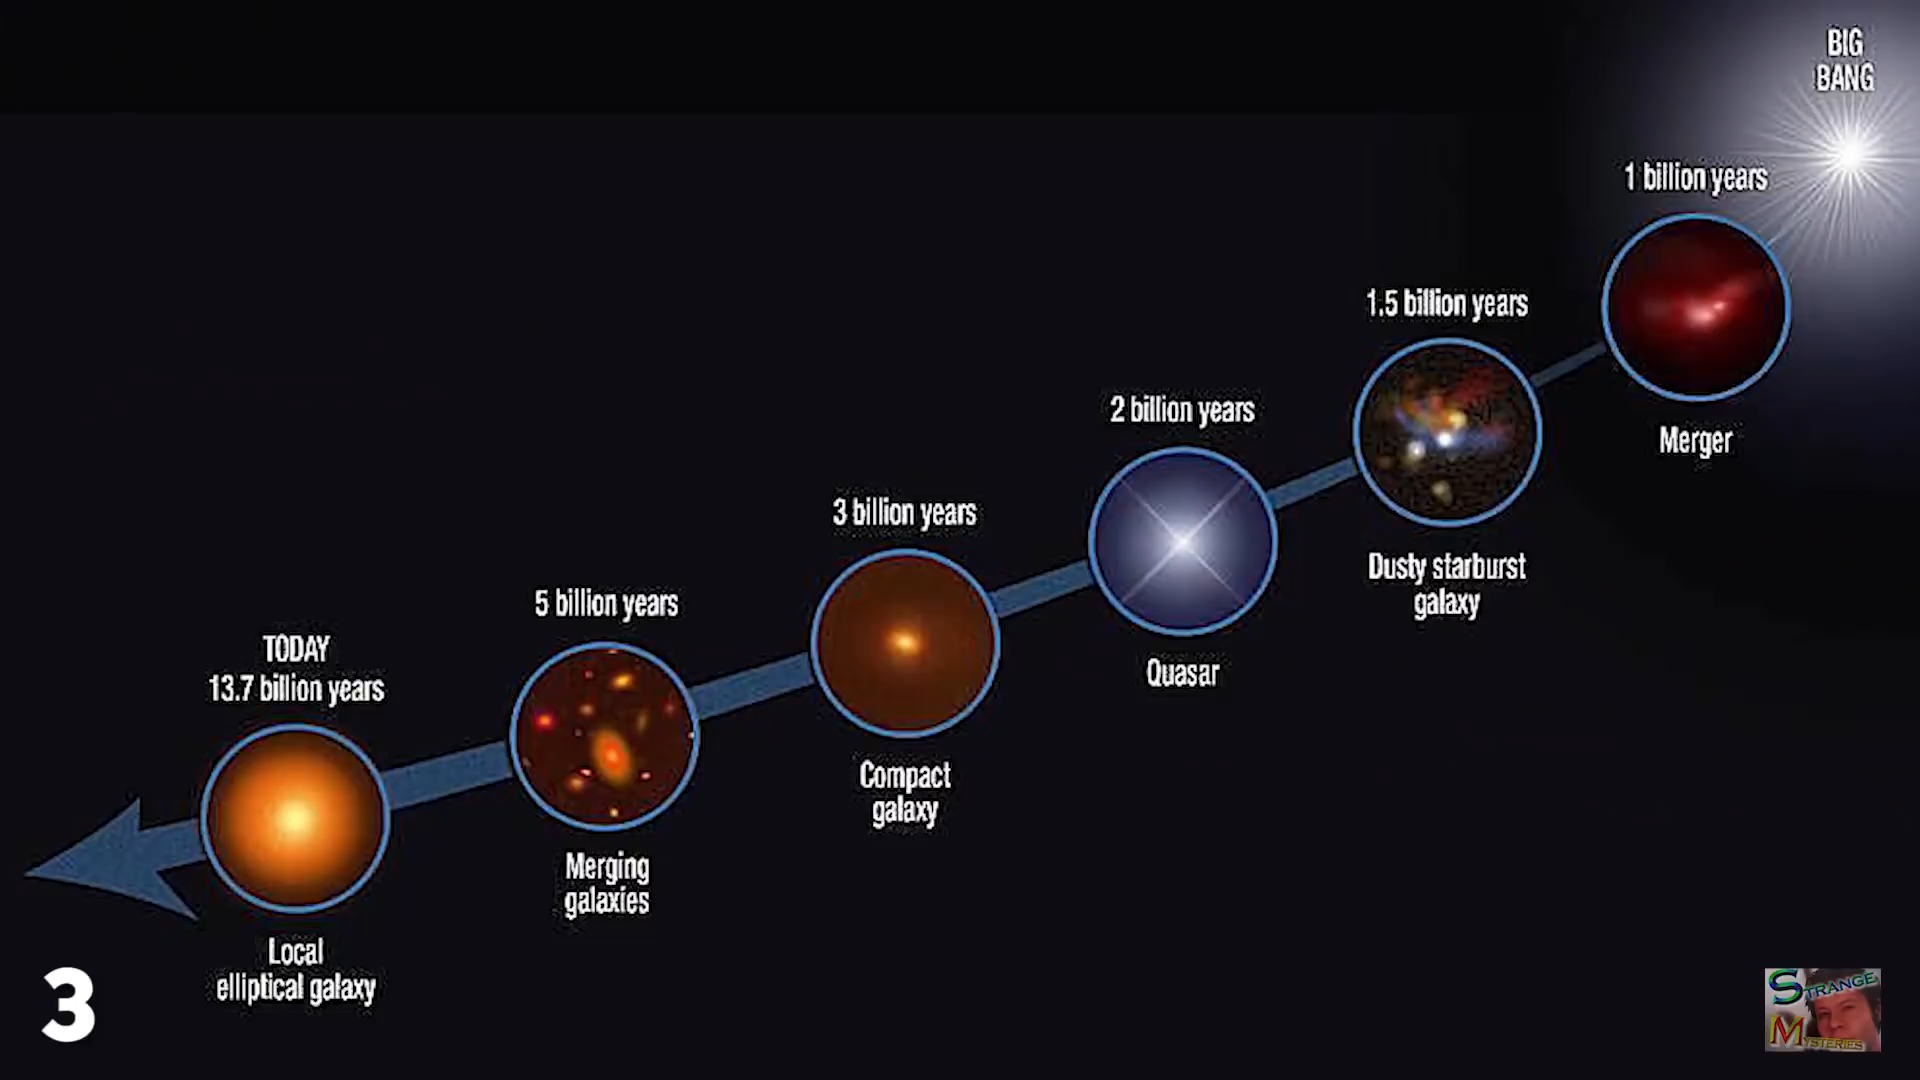 BIG
BANG
1 billion years
Merger
1.5 billion years
Dusty starburst
galaxy
2 billion years
Quasar
3 billion years
Compact
galaxy
5 billion years
Merging
galaxies
TODAY
13.7 billion years
Local
elliptical galaxy
3
STRANGE
MYSTERIES